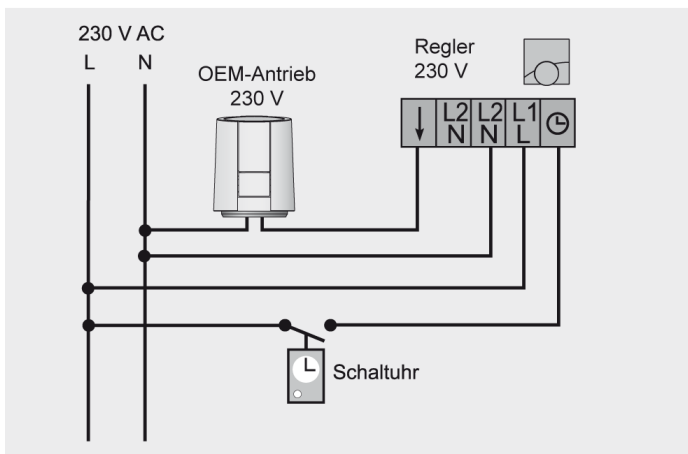 230 V AC
L N
OEM-Antrieb
230 V
Regler
230 V
↓ L2 L2 L1
N N L
Schaltuhr